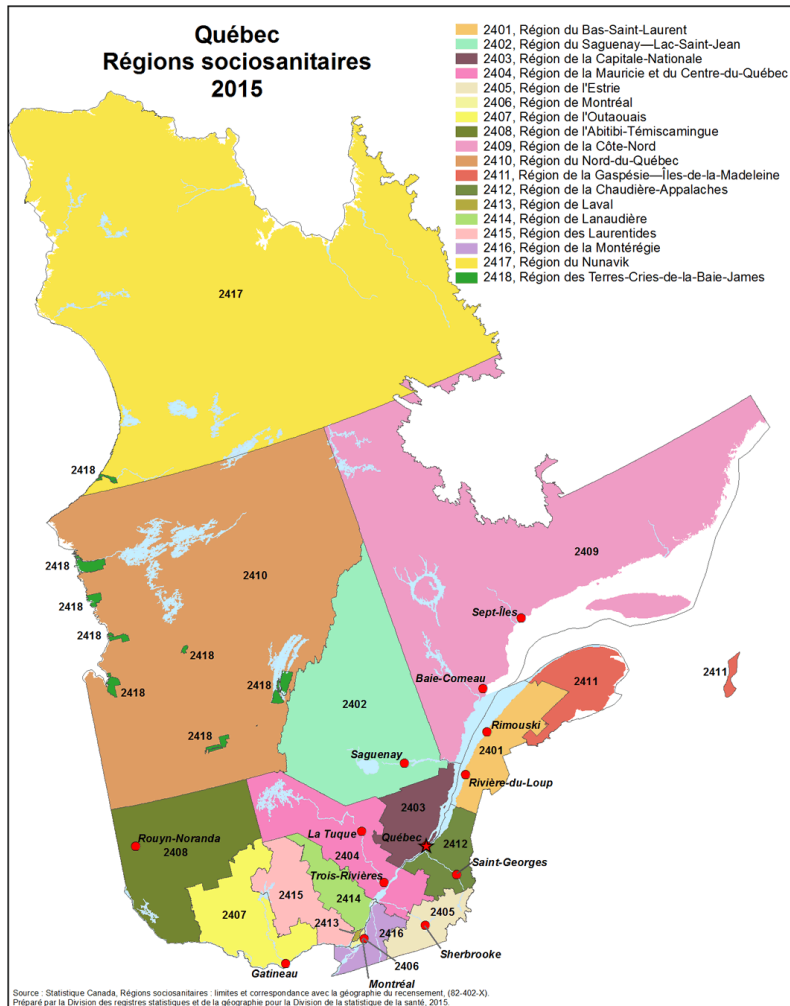 Québec
Régions sociosanitaires
2015
2401, Région du Bas-Saint-Laurent
2402, Région du Saguenay—Lac-Saint-Jean
2403, Région de la Capitale-Nationale
2404, Région de la Mauricie et du Centre-du-Québec
2405, Région de l'Estrie
2406, Région de Montréal
2407, Région de l'Outaouais
2408, Région de l'Abitibi-Témiscamingue
2409, Région de la Côte-Nord
2410, Région du Nord-du-Québec
2411, Région de la Gaspésie—Îles-de-la-Madeleine
2412, Région de la Chaudière-Appalaches
2413, Région de Laval
2414, Région de Lanaudière
2415, Région des Laurentides
2416, Région de la Montérégie
2417, Région du Nunavik
2418, Région des Terres-Cries-de-la-Baie-James
2417
2418
2409
2418
2410
2418
Sept-Îles
2418
2418
2411
2411
Baie-Comeau
2418
2418
2402
Rimouski
2418
2401
Saguenay
Rivière-du-Loup
2403
La Tuque
Québec
Rouyn-Noranda
2412
2408
2404
Saint-Georges
Trois-Rivières
2415
2414
2405
2407
2413
2416
Sherbrooke
2406
Gatineau
Montréal
Source : Statistique Canada, Régions sociosanitaires : limites et correspondance avec la géographie du recensement, (82-402-X).
Préparé par la Division des registres statistiques et de la géographie pour la Division de la statistique de la santé, 2015.